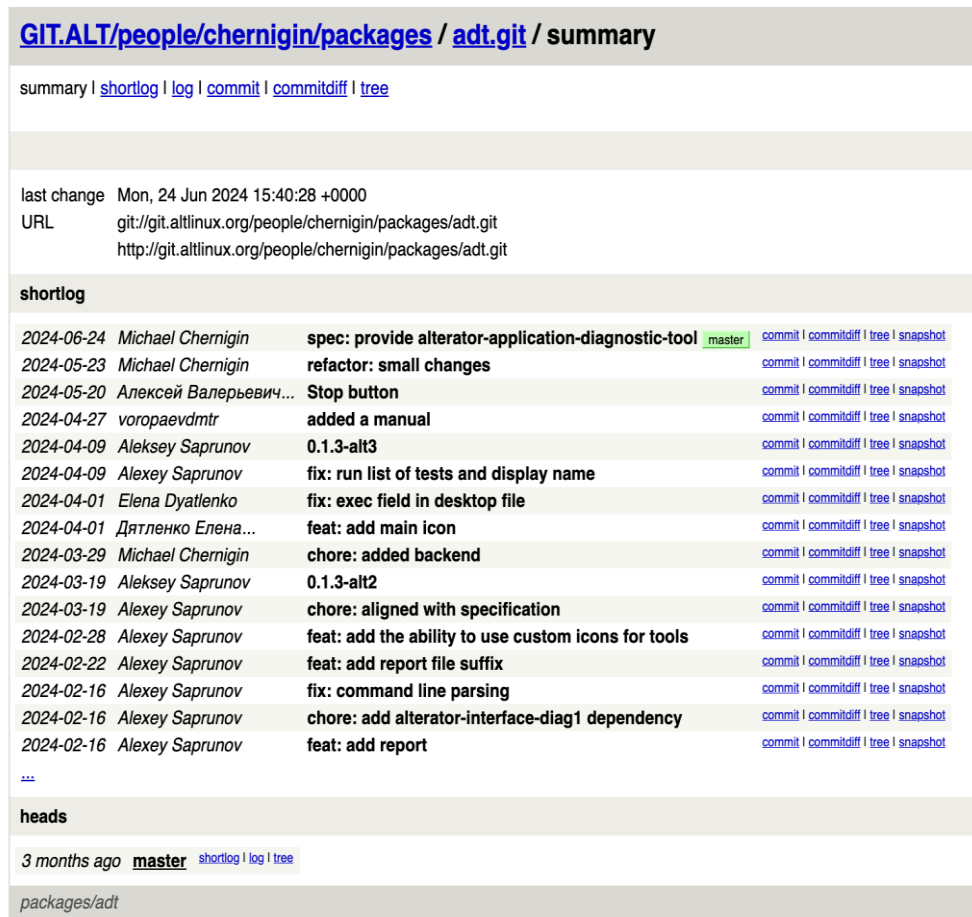 GIT.ALT/people/chernigin/packages / adt.git / summary
summary | shortlog | log | commit | commitdiff | tree
last change Mon, 24 Jun 2024 15:40:28 +0000
URL git://git.altlinux.org/people/chernigin/packages/adt.git
http://git.altlinux.org/people/chernigin/packages/adt.git
shortlog
2024-06-24 Michael Chernigin spec: provide alterator-application-diagnostic-tool master commit | commitdiff | tree | snapshot
2024-05-23 Michael Chernigin refactor: small changes commit | commitdiff | tree | snapshot
2024-05-20 Алексей Валерьевич... Stop button commit | commitdiff | tree | snapshot
2024-04-27 voropaevdmtr added a manual commit | commitdiff | tree | snapshot
2024-04-09 Aleksey Saprunov 0.1.3-alt3 commit | commitdiff | tree | snapshot
2024-04-09 Alexey Saprunov fix: run list of tests and display name commit | commitdiff | tree | snapshot
2024-04-01 Elena Dyatlenko fix: exec field in desktop file commit | commitdiff | tree | snapshot
2024-04-01 Дятленко Елена... feat: add main icon commit | commitdiff | tree | snapshot
2024-03-29 Michael Chernigin chore: added backend commit | commitdiff | tree | snapshot
2024-03-19 Aleksey Saprunov 0.1.3-alt2 commit | commitdiff | tree | snapshot
2024-03-19 Alexey Saprunov chore: aligned with specification commit | commitdiff | tree | snapshot
2024-02-28 Alexey Saprunov feat: add the ability to use custom icons for tools commit | commitdiff | tree | snapshot
2024-02-22 Alexey Saprunov feat: add report file suffix commit | commitdiff | tree | snapshot
2024-02-16 Alexey Saprunov fix: command line parsing commit | commitdiff | tree | snapshot
2024-02-16 Alexey Saprunov chore: add alterator-interface-diag1 dependency commit | commitdiff | tree | snapshot
2024-02-16 Alexey Saprunov feat: add report commit | commitdiff | tree | snapshot
...
heads
3 months ago master shortlog | log | tree
packages/adt